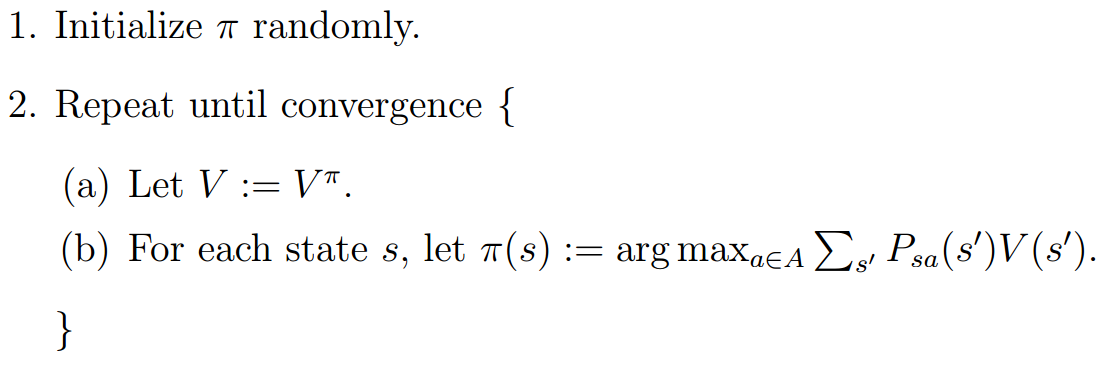 1. Initialize π randomly.
2. Repeat until convergence {
(a) Let V := V^π.
(b) For each state s, let π(s) := arg max_{a∈A} ∑_{s′} P_{sa}(s′)V(s′).
}